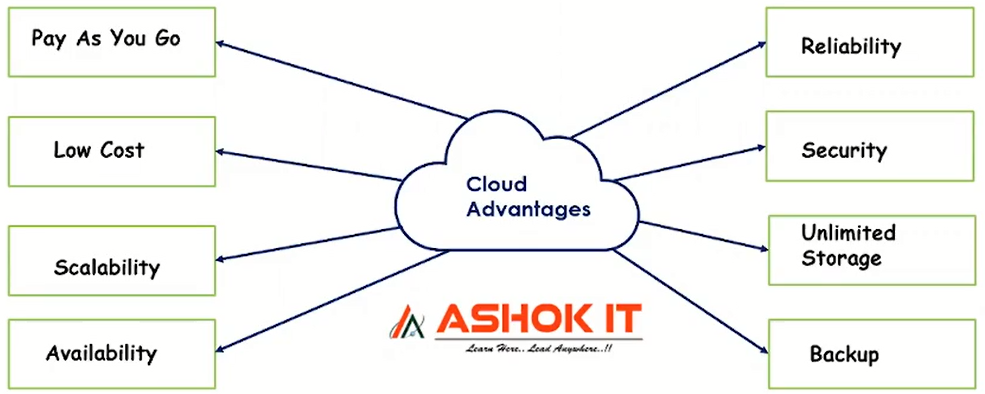 Pay As You Go
Low Cost
Scalability
Availability
Cloud
Advantages
Reliability
Security
Unlimited
Storage
Backup
ASHOK IT
Learn Here.. Lead Anywhere..!!